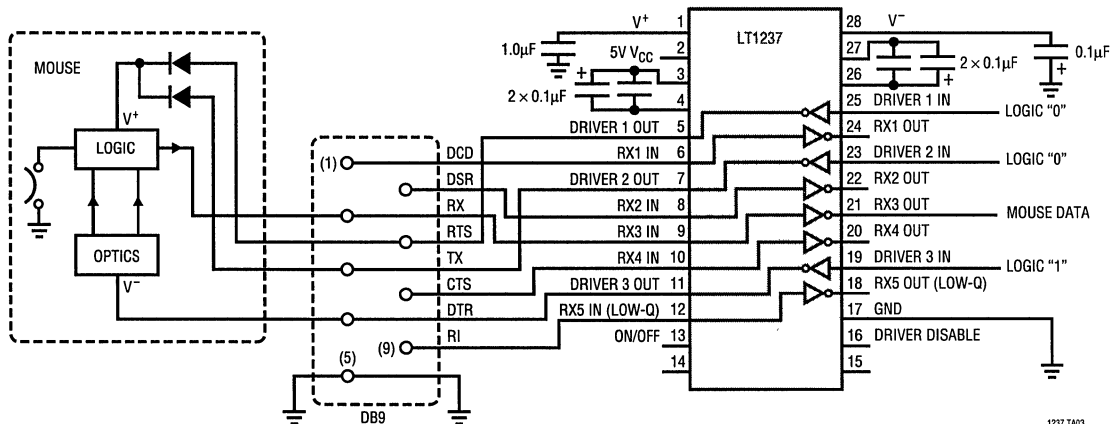 MOUSE
V+
LOGIC
OPTICS
V−
(1)
(9)
(5)
DB9
DCD
DSR
RX
RTS
TX
CTS
DTR
RI
1.0µF
V+
5V VCC
+
2 × 0.1µF
DRIVER 1 OUT
RX1 IN
DRIVER 2 OUT
RX2 IN
RX3 IN
RX4 IN
DRIVER 3 OUT
RX5 IN (LOW-Q)
ON/OFF
1
2
3
4
5
6
7
8
9
10
11
12
13
14
LT1237
28
27
26
25
24
23
22
21
20
19
18
17
16
15
V−
2 × 0.1µF
+
0.1µF
+
DRIVER 1 IN
RX1 OUT
DRIVER 2 IN
RX2 OUT
RX3 OUT
RX4 OUT
DRIVER 3 IN
RX5 OUT (LOW-Q)
GND
DRIVER DISABLE
LOGIC "0"
LOGIC "0"
MOUSE DATA
LOGIC "1"
1237 TA03